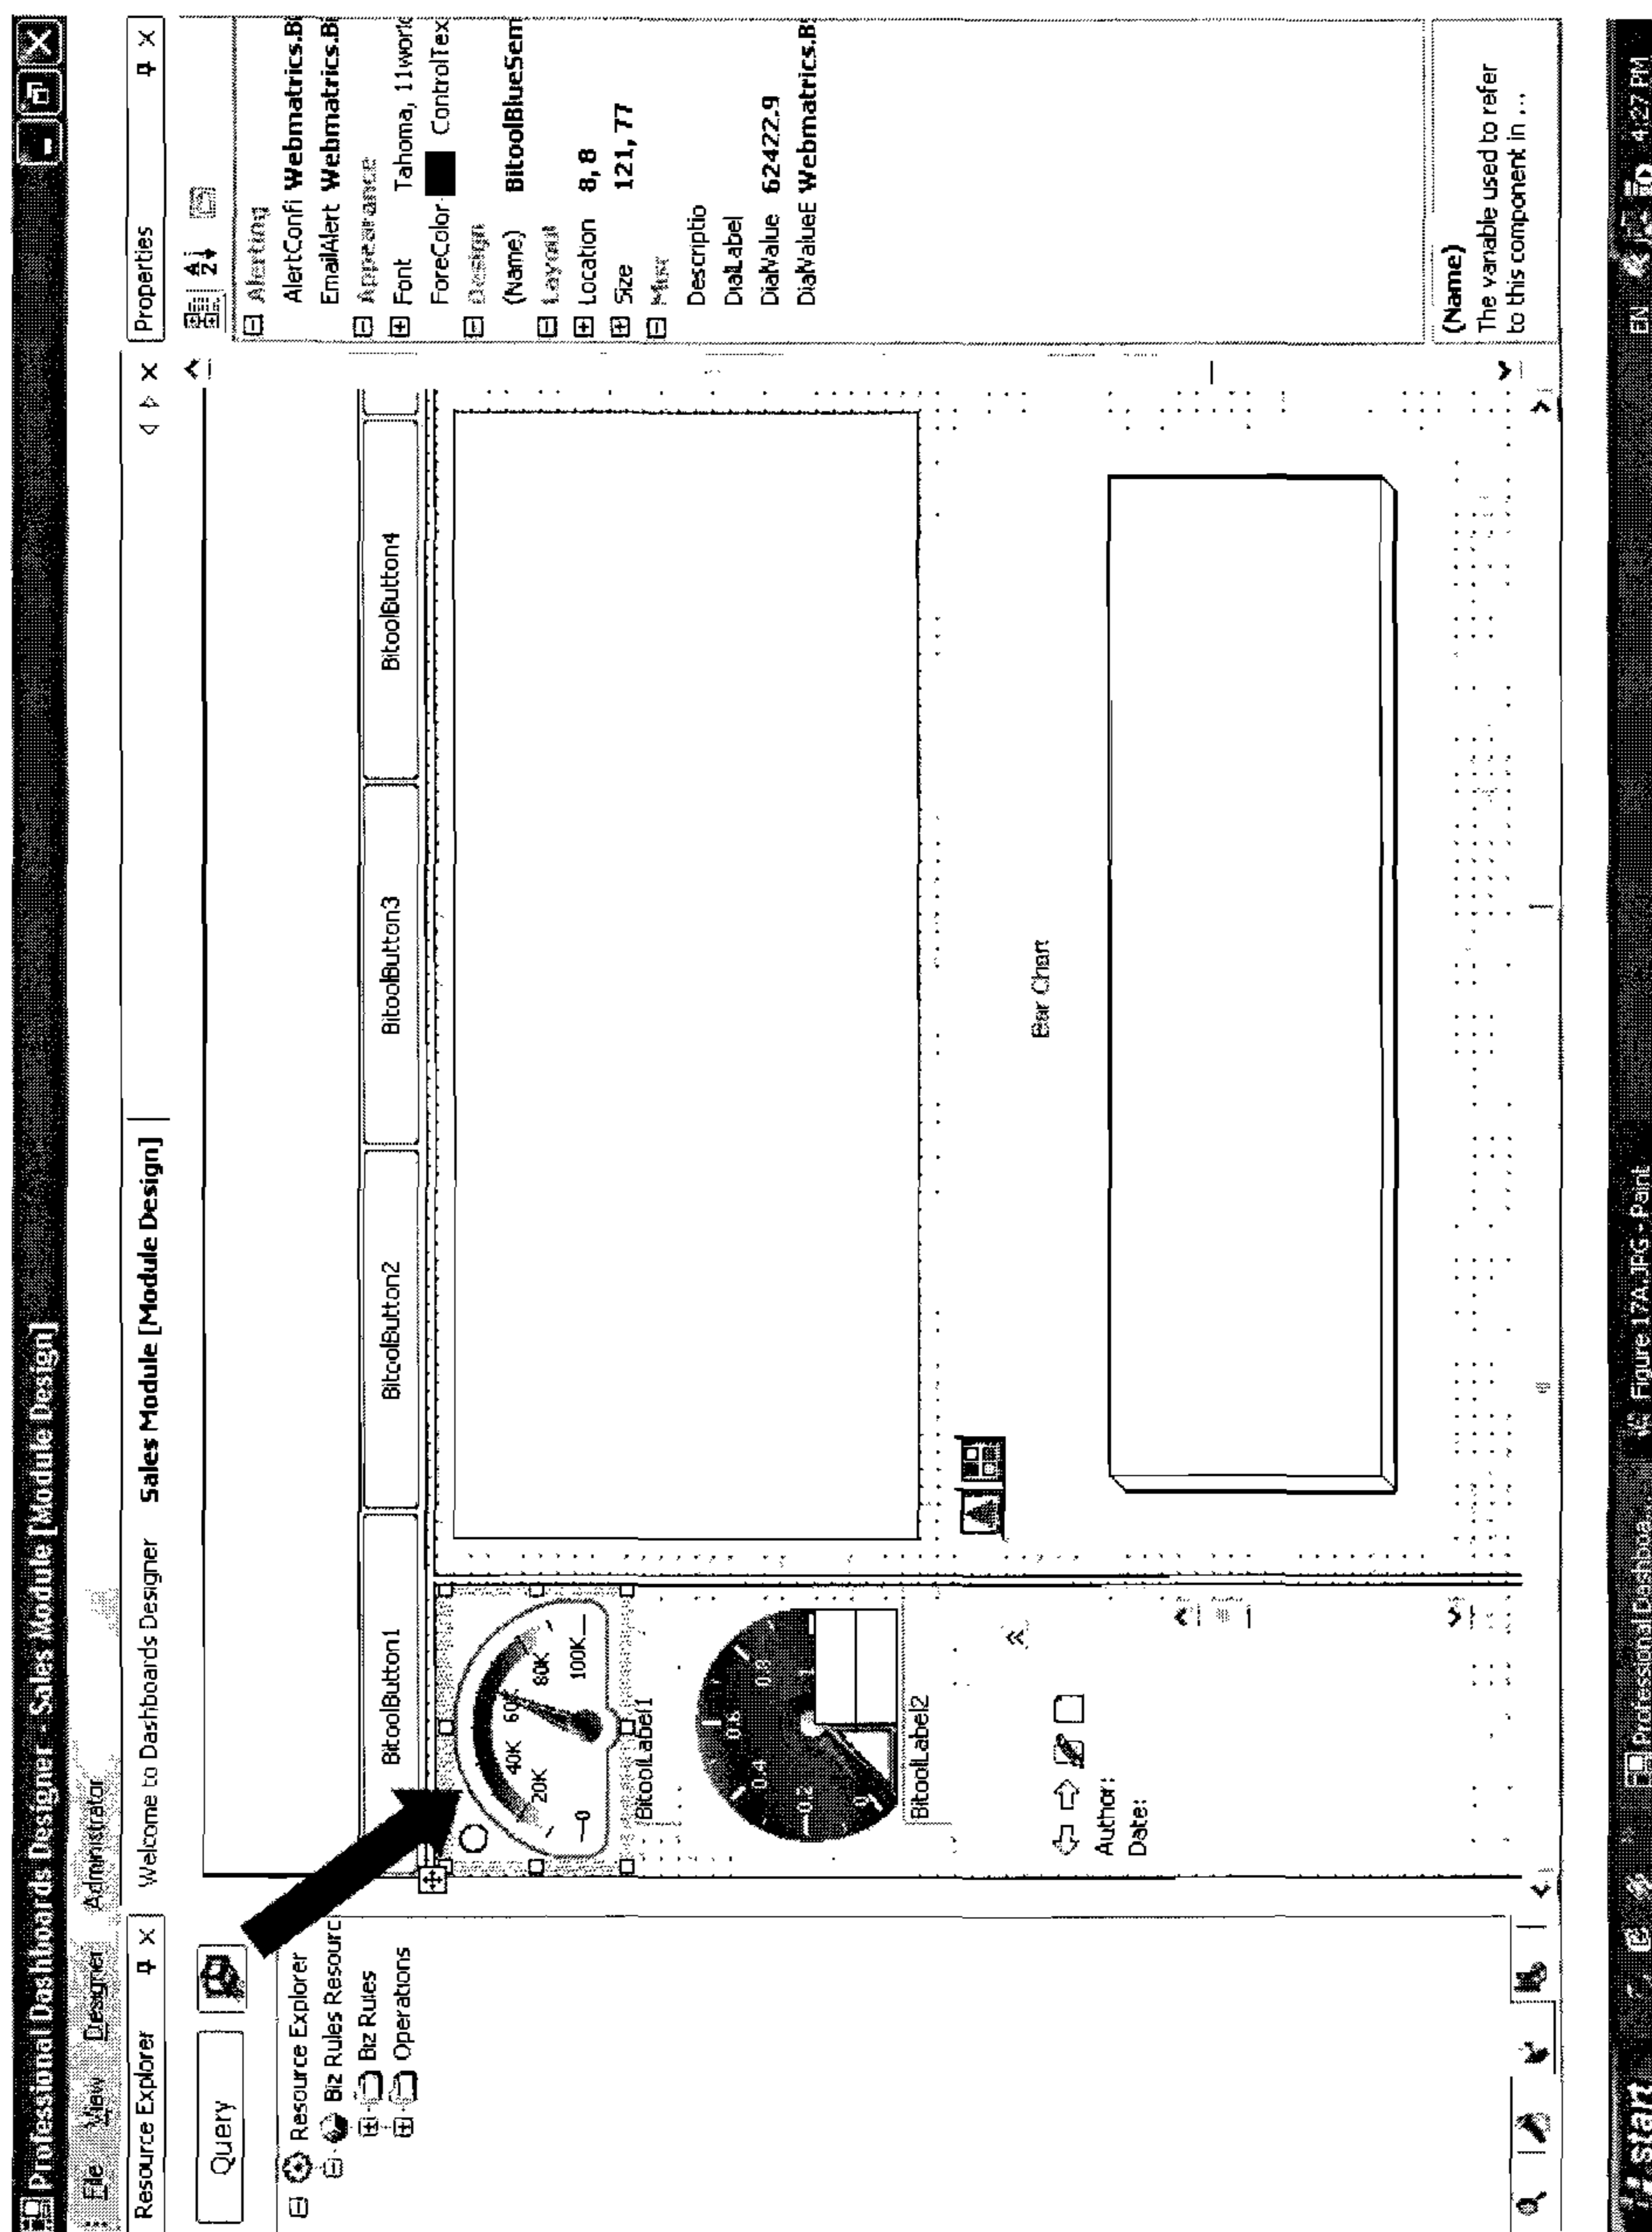 Professional Dashboards Designer - Sales Module [Module Design]
File View Designer Administrator
Resource Explorer
Query
Resource Explorer
Biz Rules Resourc
Biz Rules
Operations
Welcome to Dashboards Designer Sales Module [Module Design]
BitoolButton1 BitoolButton2 BitoolButton3 BitoolButton4
0 20K 40K 60 80K 100K
BitoolLabel1
0 0.2 0.4 0.6 0.8 1
BitoolLabel2
Author:
Date:
Bar Chart
Properties
Alerting
AlertConfi Webmatrics.B
EmailAlert Webmatrics.B
Appearance
Font Tahoma, 11worl
ForeColor ControlTex
Design
(Name) BitoolBlueSem
Layout
Location 8, 8
Size 121, 77
Misc
Descriptio
DialLabel
DialValue 62422.9
DialValueE Webmatrics.B
(Name)
The variable used to refer
to this component in ...
start
Professional Dashboa...
Figure 17A.JPG - Paint
EN
4:27 PM